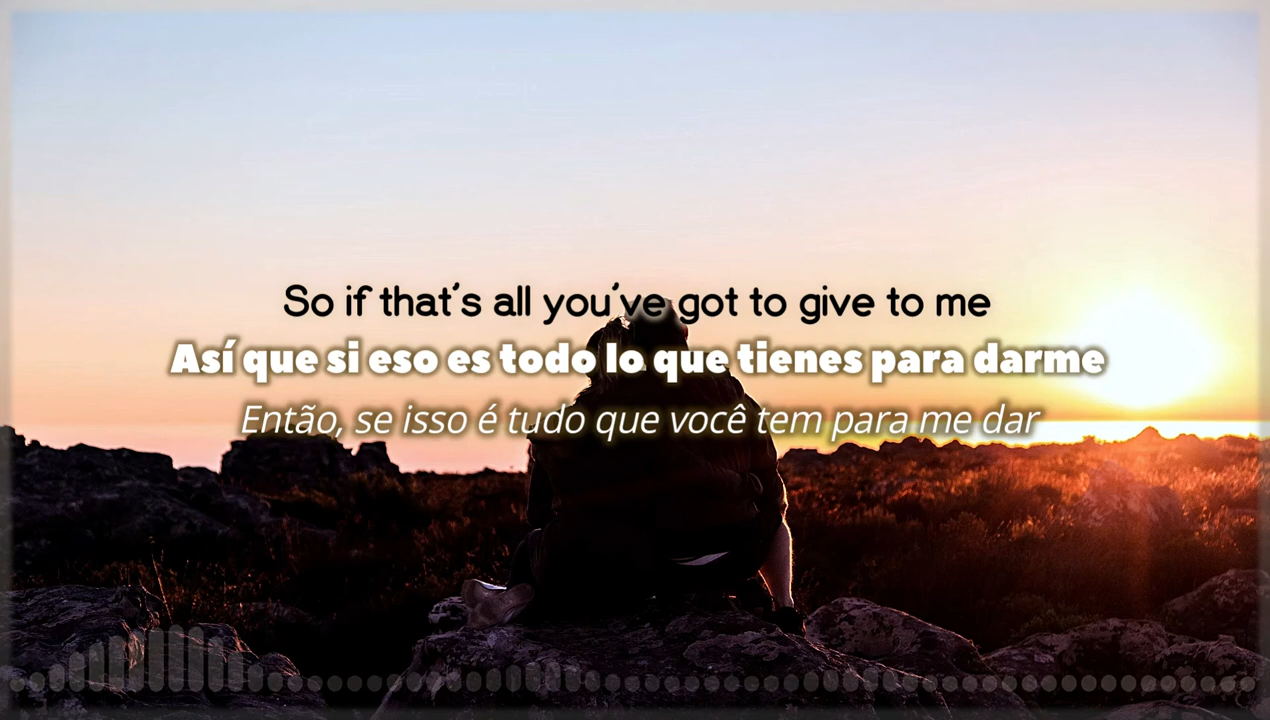 So if that's all you've got to give to me
Así que si eso es todo lo que tienes para darme
Então, se isso é tudo que você tem para me dar